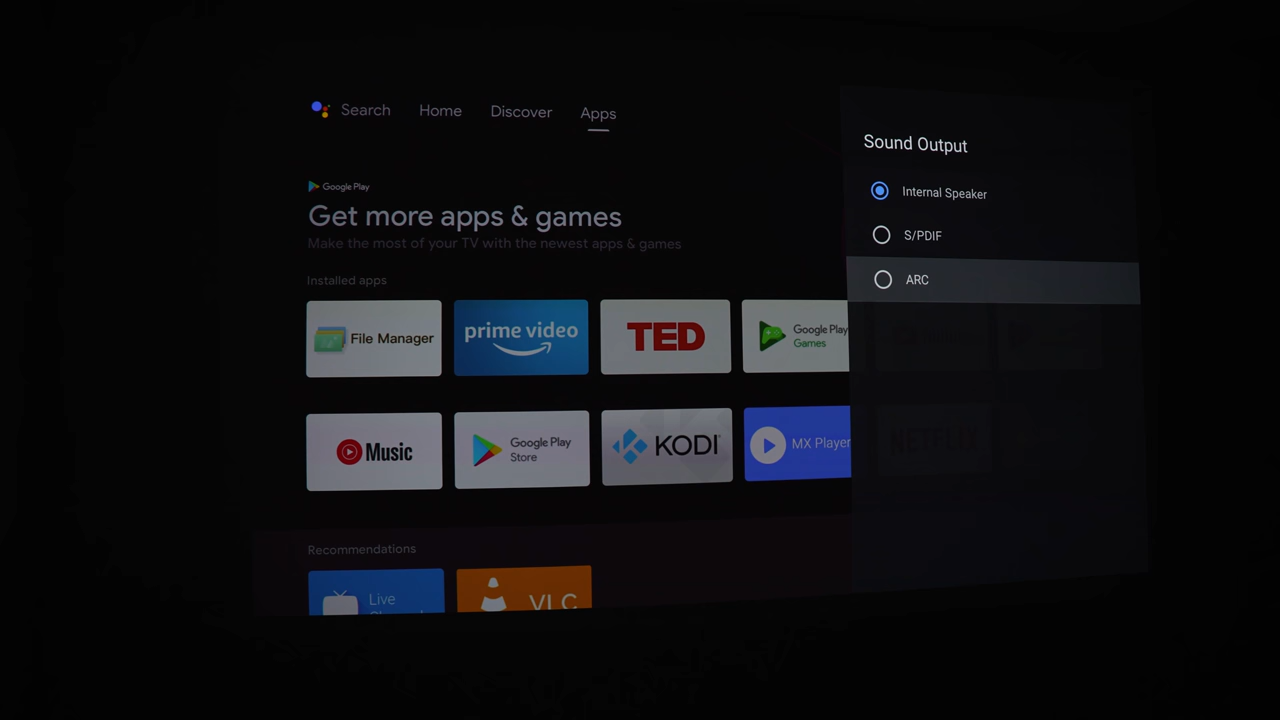 Search Home Discover Apps
Google Play
Get more apps & games
Make the most of your TV with the newest apps & games
Installed apps
File Manager
prime video
TED
Google Play
Games
Music
Google Play
Store
KODI
MX Player
NETFLIX
Recommendations
Live
VLC
Sound Output
Internal Speaker
S/PDIF
ARC